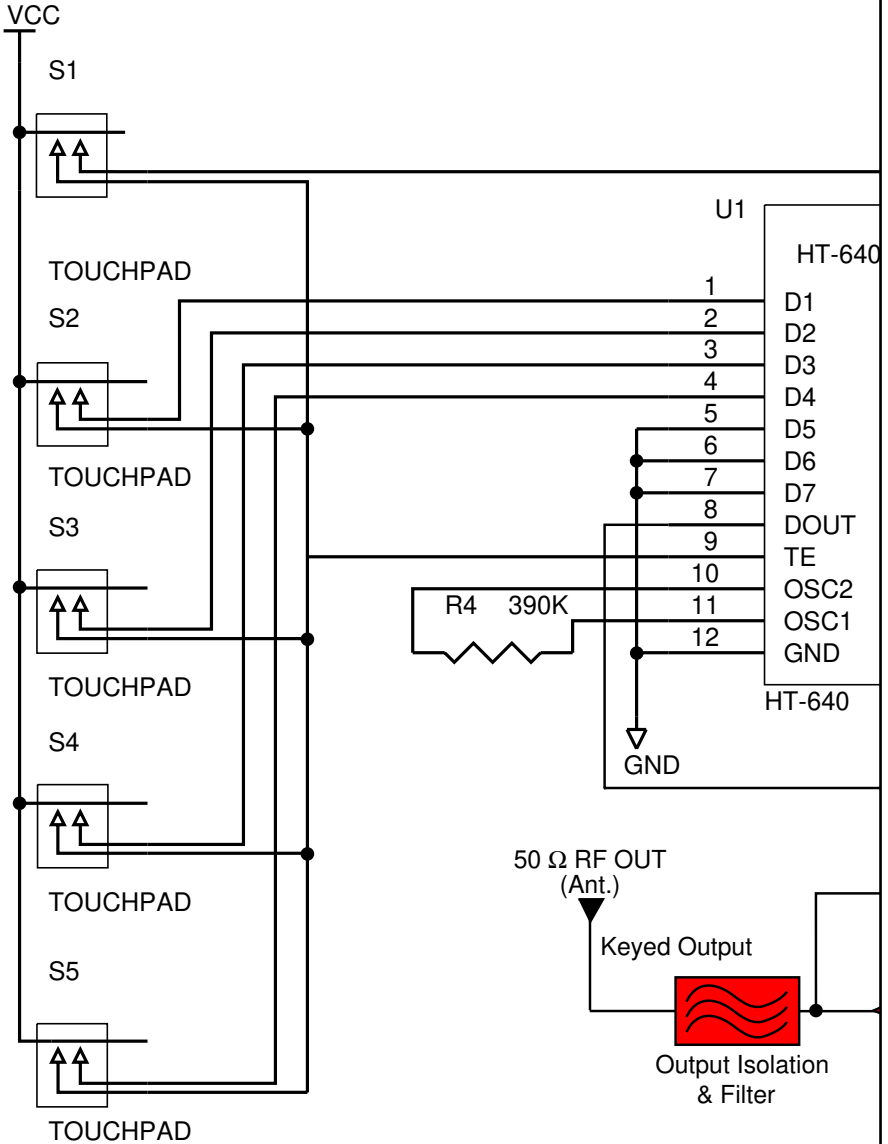 VCC
S1
TOUCHPAD
S2
TOUCHPAD
S3
TOUCHPAD
S4
TOUCHPAD
S5
TOUCHPAD
U1
HT-640
1 D1
2 D2
3 D3
4 D4
5 D5
6 D6
7 D7
8 DOUT
9 TE
10 OSC2
11 OSC1
12 GND
HT-640
R4 390K
GND
50 Ω RF OUT
(Ant.)
Keyed Output
Output Isolation
& Filter